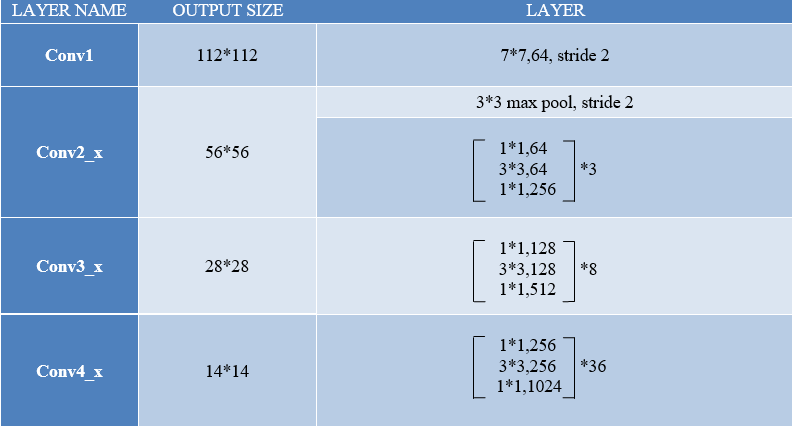 LAYER NAME OUTPUT SIZE LAYER
Conv1 112*112 7*7,64, stride 2
3*3 max pool, stride 2
Conv2_x 56*56
1*1,64
3*3,64 *3
1*1,256
Conv3_x 28*28
1*1,128
3*3,128 *8
1*1,512
Conv4_x 14*14
1*1,256
3*3,256 *36
1*1,1024